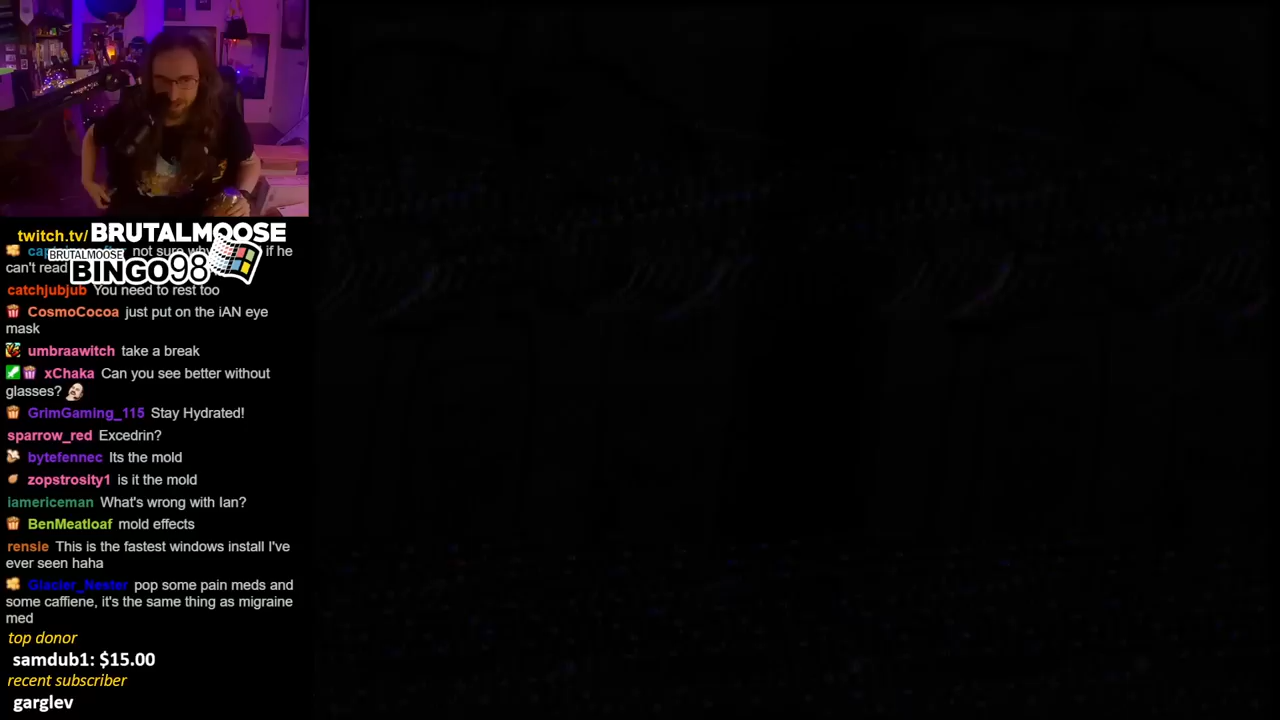 twitch.tv/BRUTALMOOSE
not sure why if he
can't read
BRUTALMOOSE
BINGO98
catchjubjub You need to rest too
CosmoCocoa just put on the iAN eye
mask
umbraawitch take a break
xChaka Can you see better without
glasses?
GrimGaming_115 Stay Hydrated!
sparrow_red Excedrin?
bytefennec Its the mold
zopstrosity1 is it the mold
iamericeman What's wrong with Ian?
BenMeatloaf mold effects
rensie This is the fastest windows install I've
ever seen haha
Glacier_Nester pop some pain meds and
some caffiene, it's the same thing as migraine
med
top donor
samdub1: $15.00
recent subscriber
garglev